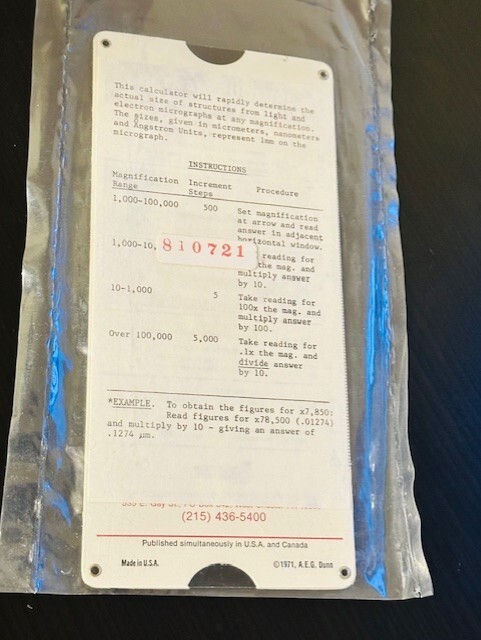 This calculator will rapidly determine the
actual size of structures from light and
electron micrographs at any magnification.
The sizes, given in micrometers, nanometers
and Angstrom Units, represent 1mm on the
micrograph.
INSTRUCTIONS
Magnification Range Increment Steps Procedure
1,000-100,000 500 Set magnification
at arrow and read
answer in adjacent
horizontal window.
1,000-10, 810721 reading for
the mag. and
multiply answer
by 10.
10-1,000 5 Take reading for
100x the mag. and
multiply answer
by 100.
Over 100,000 5,000 Take reading for
.1x the mag. and
divide answer
by 10.
*EXAMPLE. To obtain the figures for x7,850:
Read figures for x78,500 (.01274)
and multiply by 10 - giving an answer of
.1274 µm.
(215) 436-5400
Published simultaneously in U.S.A. and Canada
Made in U.S.A. ©1971, A.E.G. Dunn